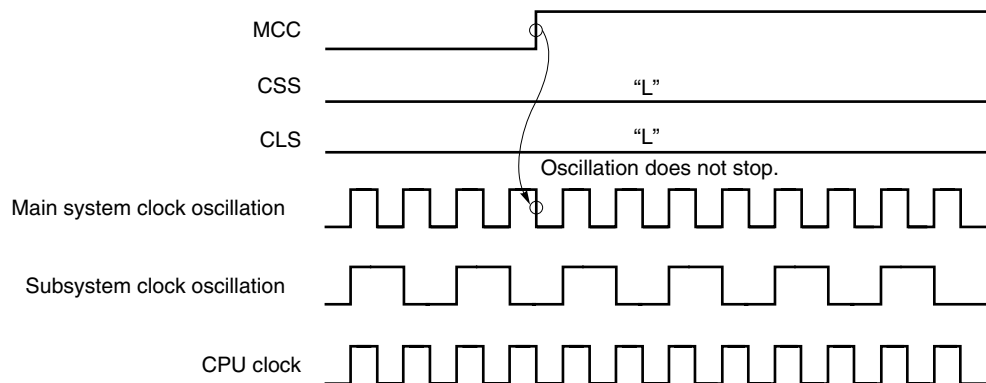 MCC
CSS
“L”
CLS
“L”
Oscillation does not stop.
Main system clock oscillation
Subsystem clock oscillation
CPU clock